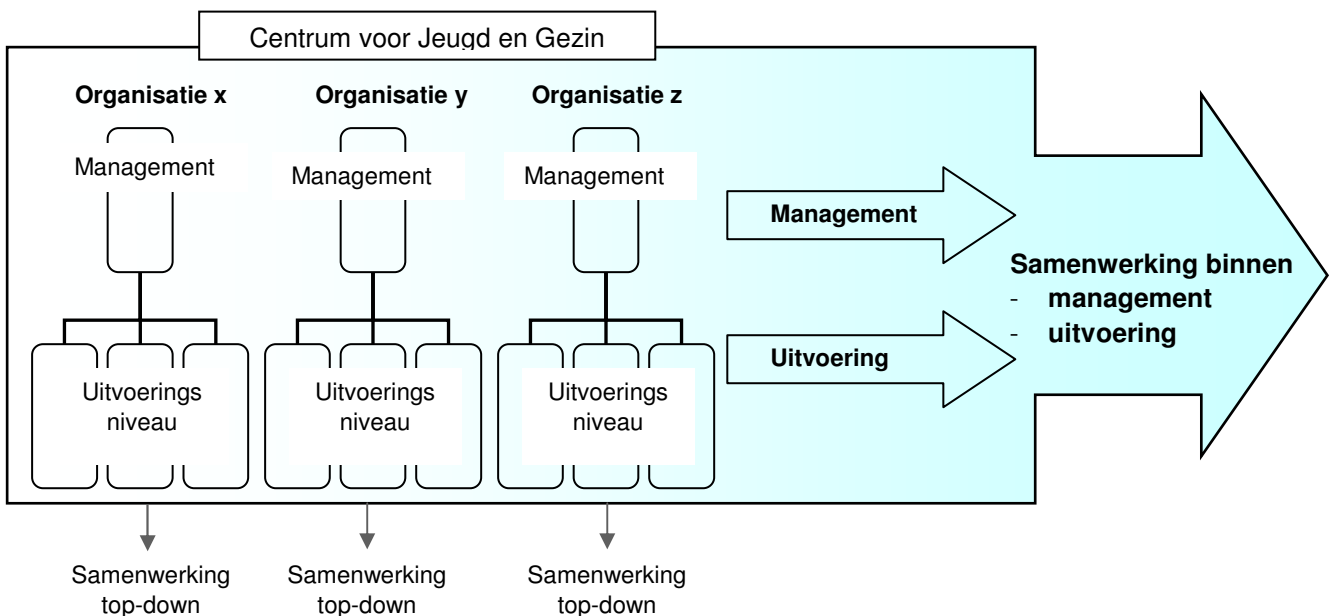 Centrum voor Jeugd en Gezin
Organisatie x
Organisatie y
Organisatie z
Management
Management
Management
Management
Samenwerking binnen
- management
- uitvoering
Uitvoering
Uitvoerings
niveau
Uitvoerings
niveau
Uitvoerings
niveau
Samenwerking
top-down
Samenwerking
top-down
Samenwerking
top-down